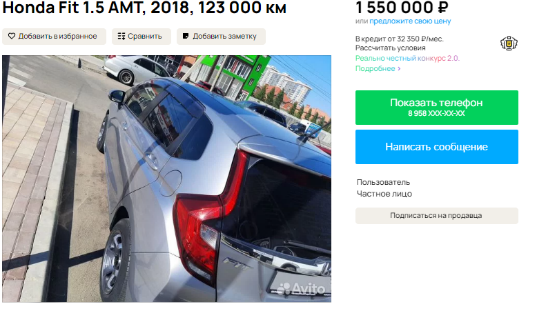 Honda Fit 1.5 AMT, 2018, 123 000 км
Добавить в избранное
Сравнить
Добавить заметку
Avito
1 550 000 ₽
или предложите свою цену
В кредит от 32 350 ₽/мес.
Рассчитать условия
Реально честный конкурс 2.0.
Подробнее >
Показать телефон
8 958 XXX-XX-XX
Написать сообщение
Пользователь
Частное лицо
Подписаться на продавца